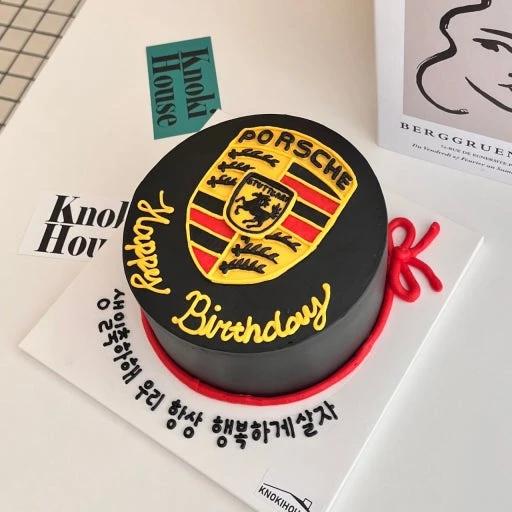 Knoki
House
Knoki
Hou
BERGGRUEN
PORSCHE
STUTTGART
Happy
Birthday
생일축하해 우리 항상 행복하게살자
KNOKIHOU